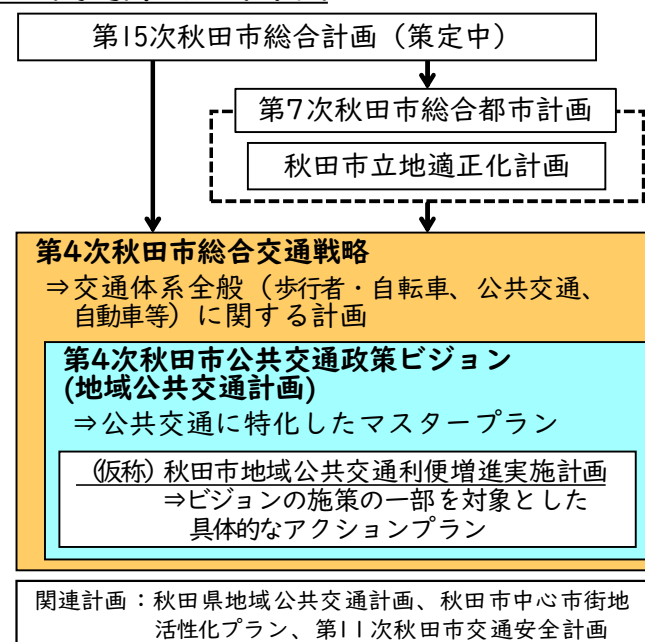 第15次秋田市総合計画（策定中）
第7次秋田市総合都市計画
秋田市立地適正化計画
第4次秋田市総合交通戦略
⇒交通体系全般（歩行者・自転車、公共交通、
自動車等）に関する計画
第4次秋田市公共交通政策ビジョン
(地域公共交通計画)
⇒公共交通に特化したマスタープラン
(仮称)秋田市地域公共交通利便増進実施計画
⇒ビジョンの施策の一部を対象とした
具体的なアクションプラン
関連計画：秋田県地域公共交通計画、秋田市中心市街地
活性化プラン、第11次秋田市交通安全計画